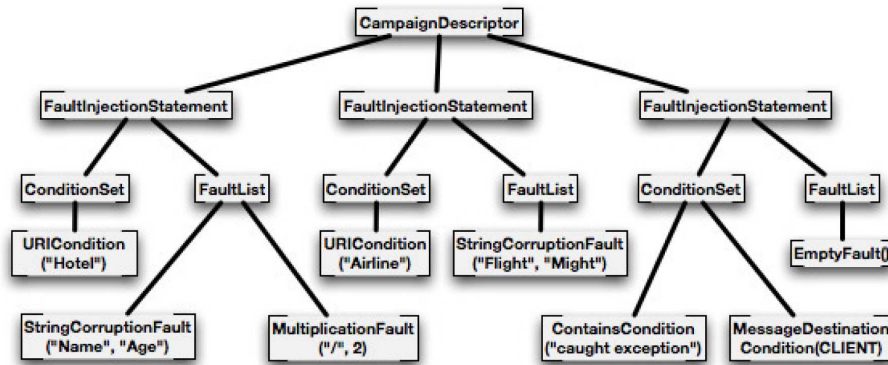 CampaignDescriptor
FaultInjectionStatement
FaultInjectionStatement
FaultInjectionStatement
ConditionSet
FaultList
ConditionSet
FaultList
ConditionSet
FaultList
URICondition
("Hotel")
URICondition
("Airline")
StringCorruptionFault
("Flight", "Might")
EmptyFault()
StringCorruptionFault
("Name", "Age")
MultiplicationFault
("/", 2)
ContainsCondition
("caught exception")
MessageDestination
Condition(CLIENT)